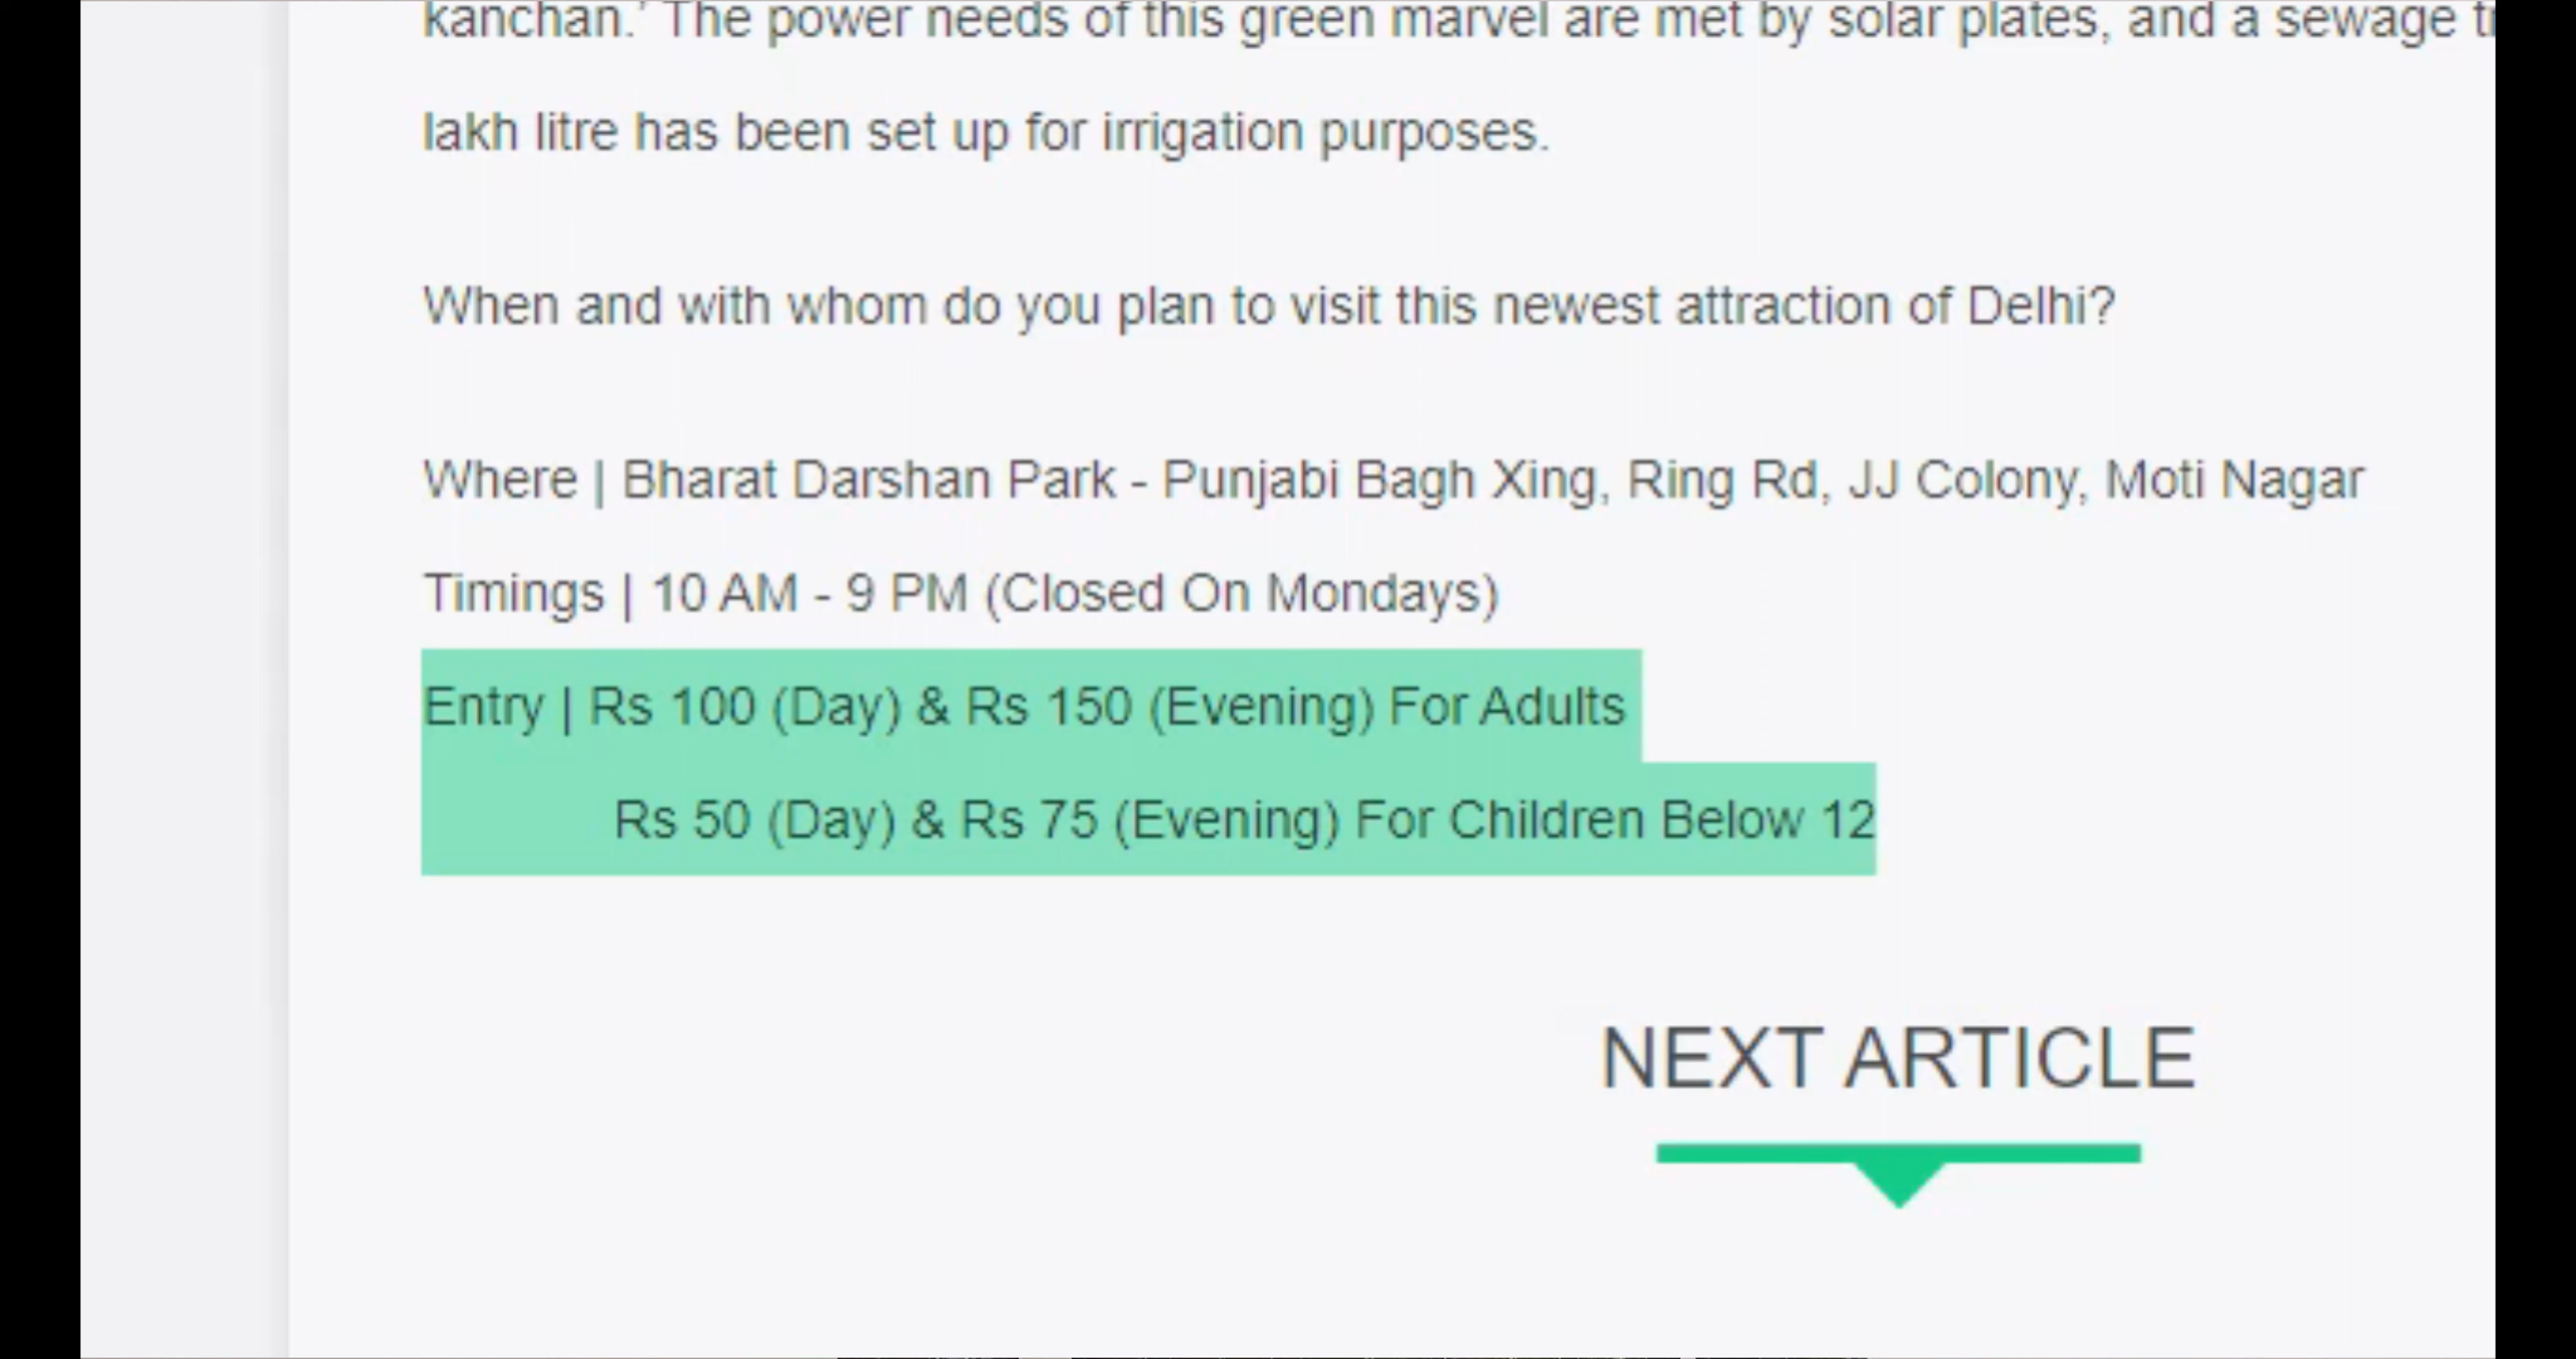 kanchan.' The power needs of this green marvel are met by solar plates, and a sewage
lakh litre has been set up for irrigation purposes.
When and with whom do you plan to visit this newest attraction of Delhi?
Where | Bharat Darshan Park - Punjabi Bagh Xing, Ring Rd, JJ Colony, Moti Nagar
Timings | 10 AM - 9 PM (Closed On Mondays)
Entry | Rs 100 (Day) & Rs 150 (Evening) For Adults
Rs 50 (Day) & Rs 75 (Evening) For Children Below 12
NEXT ARTICLE